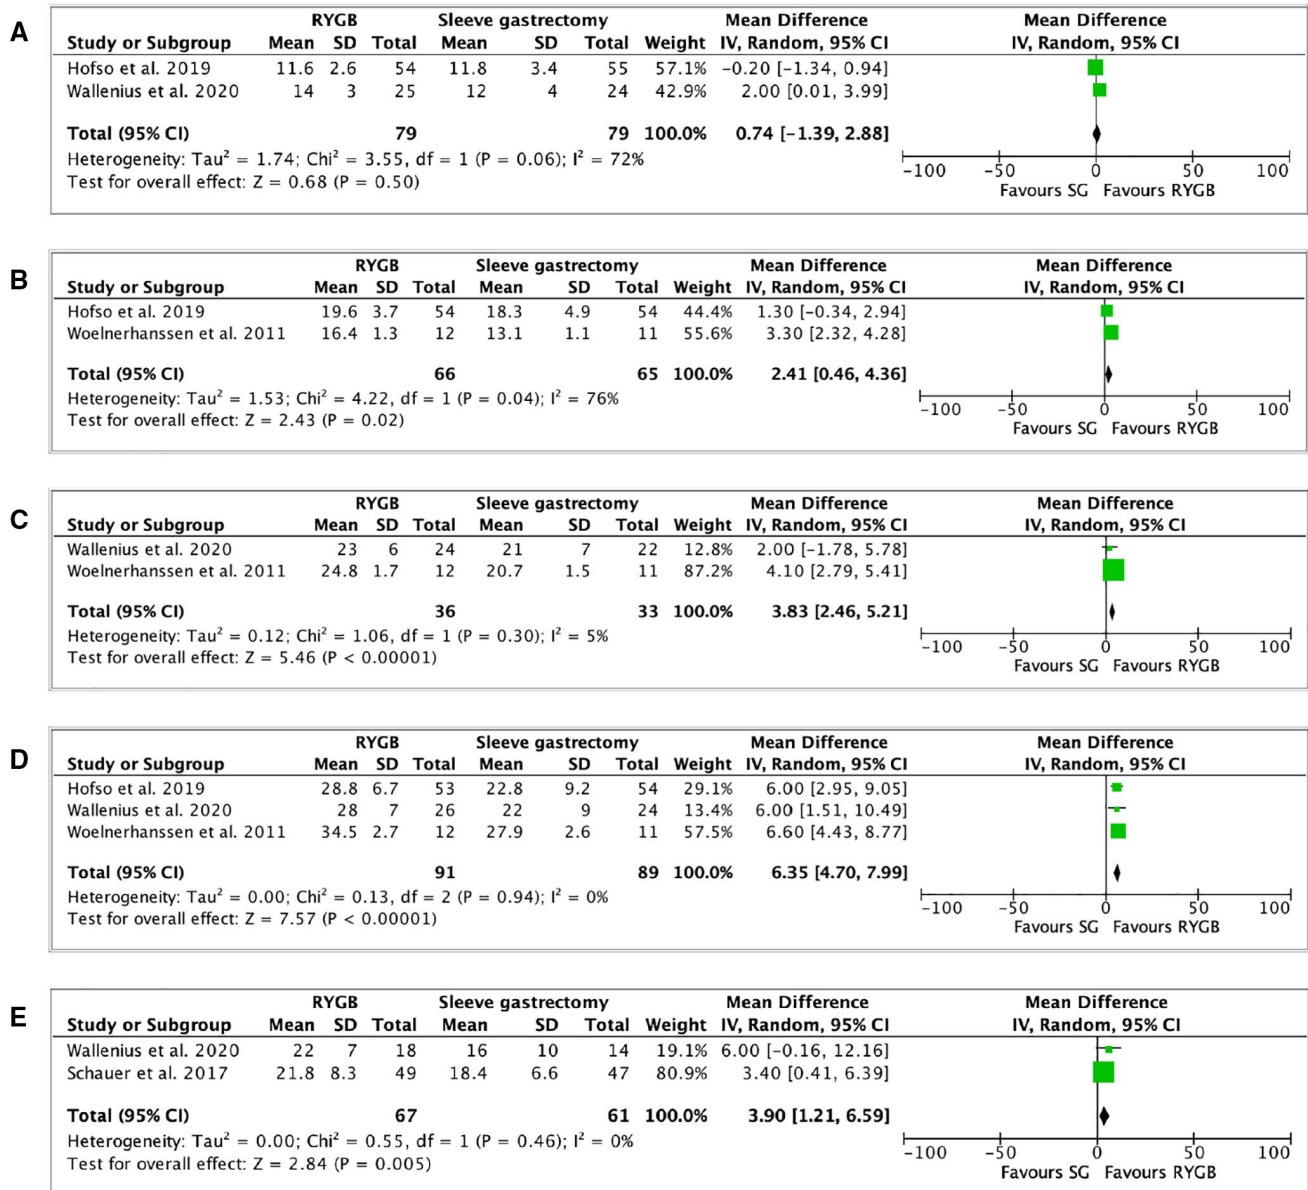 A
RYGB Sleeve gastrectomy Mean Difference Mean Difference
Study or Subgroup Mean SD Total Mean SD Total Weight IV, Random, 95% CI IV, Random, 95% CI
Hofso et al. 2019 11.6 2.6 54 11.8 3.4 55 57.1% −0.20 [−1.34, 0.94]
Wallenius et al. 2020 14 3 25 12 4 24 42.9% 2.00 [0.01, 3.99]
Total (95% CI) 79 79 100.0% 0.74 [−1.39, 2.88]
Heterogeneity: Tau² = 1.74; Chi² = 3.55, df = 1 (P = 0.06); I² = 72%
Test for overall effect: Z = 0.68 (P = 0.50)
−100 −50 0 50 100
Favours SG Favours RYGB
B
RYGB Sleeve gastrectomy Mean Difference Mean Difference
Study or Subgroup Mean SD Total Mean SD Total Weight IV, Random, 95% CI IV, Random, 95% CI
Hofso et al. 2019 19.6 3.7 54 18.3 4.9 54 44.4% 1.30 [−0.34, 2.94]
Woelnerhanssen et al. 2011 16.4 1.3 12 13.1 1.1 11 55.6% 3.30 [2.32, 4.28]
Total (95% CI) 66 65 100.0% 2.41 [0.46, 4.36]
Heterogeneity: Tau² = 1.53; Chi² = 4.22, df = 1 (P = 0.04); I² = 76%
Test for overall effect: Z = 2.43 (P = 0.02)
−100 −50 0 50 100
Favours SG Favours RYGB
C
RYGB Sleeve gastrectomy Mean Difference Mean Difference
Study or Subgroup Mean SD Total Mean SD Total Weight IV, Random, 95% CI IV, Random, 95% CI
Wallenius et al. 2020 23 6 24 21 7 22 12.8% 2.00 [−1.78, 5.78]
Woelnerhanssen et al. 2011 24.8 1.7 12 20.7 1.5 11 87.2% 4.10 [2.79, 5.41]
Total (95% CI) 36 33 100.0% 3.83 [2.46, 5.21]
Heterogeneity: Tau² = 0.12; Chi² = 1.06, df = 1 (P = 0.30); I² = 5%
Test for overall effect: Z = 5.46 (P < 0.00001)
−100 −50 0 50 100
Favours SG Favours RYGB
D
RYGB Sleeve gastrectomy Mean Difference Mean Difference
Study or Subgroup Mean SD Total Mean SD Total Weight IV, Random, 95% CI IV, Random, 95% CI
Hofso et al. 2019 28.8 6.7 53 22.8 9.2 54 29.1% 6.00 [2.95, 9.05]
Wallenius et al. 2020 28 7 26 22 9 24 13.4% 6.00 [1.51, 10.49]
Woelnerhanssen et al. 2011 34.5 2.7 12 27.9 2.6 11 57.5% 6.60 [4.43, 8.77]
Total (95% CI) 91 89 100.0% 6.35 [4.70, 7.99]
Heterogeneity: Tau² = 0.00; Chi² = 0.13, df = 2 (P = 0.94); I² = 0%
Test for overall effect: Z = 7.57 (P < 0.00001)
−100 −50 0 50 100
Favours SG Favours RYGB
E
RYGB Sleeve gastrectomy Mean Difference Mean Difference
Study or Subgroup Mean SD Total Mean SD Total Weight IV, Random, 95% CI IV, Random, 95% CI
Wallenius et al. 2020 22 7 18 16 10 14 19.1% 6.00 [−0.16, 12.16]
Schauer et al. 2017 21.8 8.3 49 18.4 6.6 47 80.9% 3.40 [0.41, 6.39]
Total (95% CI) 67 61 100.0% 3.90 [1.21, 6.59]
Heterogeneity: Tau² = 0.00; Chi² = 0.55, df = 1 (P = 0.46); I² = 0%
Test for overall effect: Z = 2.84 (P = 0.005)
−100 −50 0 50 100
Favours SG Favours RYGB